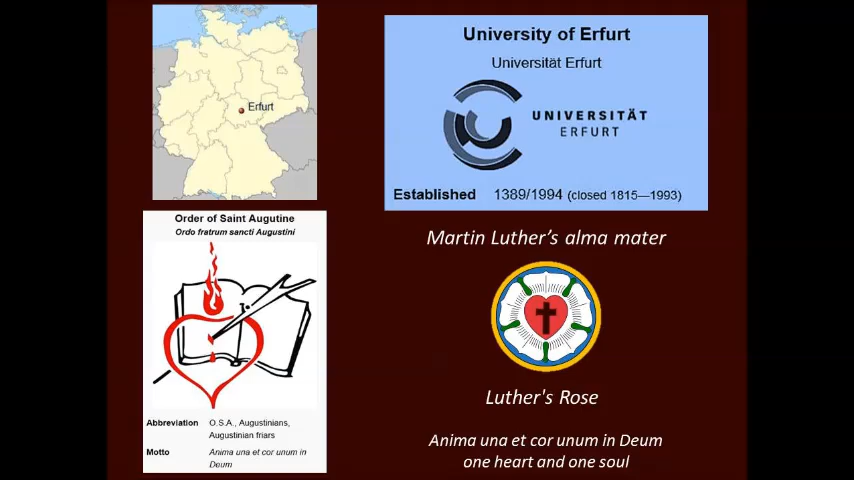 Erfurt
University of Erfurt
Universität Erfurt
UNIVERSITÄT
ERFURT
Established 1389/1994 (closed 1815—1993)
Order of Saint Augutine
Ordo fratrum sancti Augustini
Abbreviation O.S.A., Augustinians,
Augustinian friars
Motto Anima una et cor unum in
Deum
Martin Luther's alma mater
Luther's Rose
Anima una et cor unum in Deum
one heart and one soul